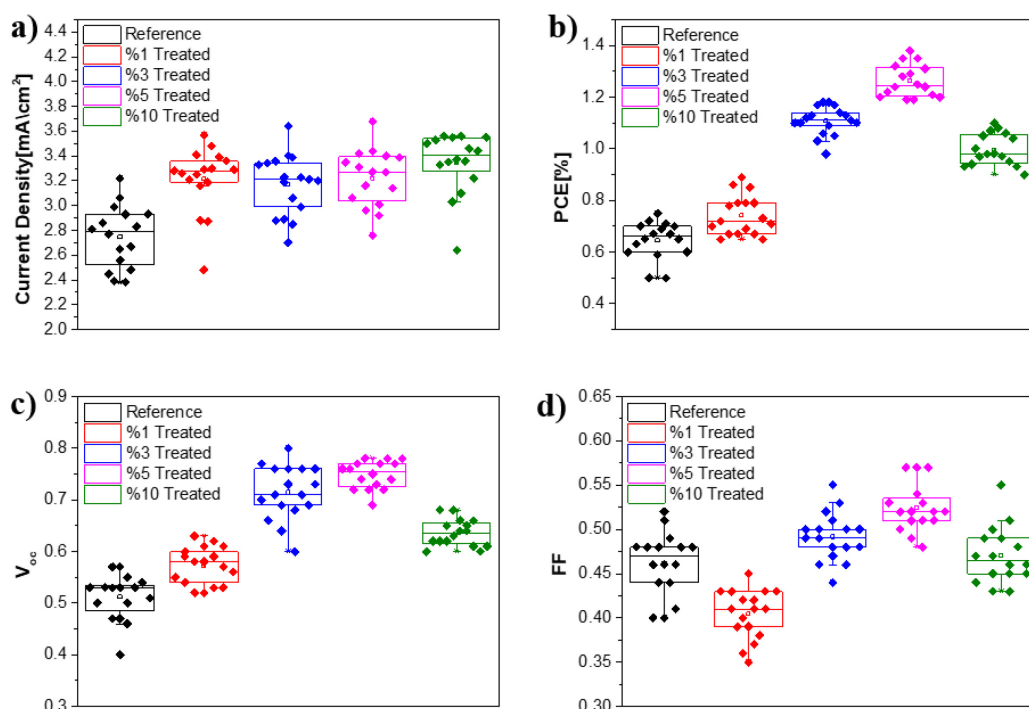 a)
Current Density[mA\cm²]
4.4
4.2
4.0
3.8
3.6
3.4
3.2
3.0
2.8
2.6
2.4
2.2
2.0
Reference
%1 Treated
%3 Treated
%5 Treated
%10 Treated
b)
PCE[%]
1.4
1.2
1.0
0.8
0.6
0.4
Reference
%1 Treated
%3 Treated
%5 Treated
%10 Treated
c)
Voc
0.9
0.8
0.7
0.6
0.5
0.4
0.3
Reference
%1 Treated
%3 Treated
%5 Treated
%10 Treated
d)
FF
0.65
0.60
0.55
0.50
0.45
0.40
0.35
0.30
Reference
%1 Treated
%3 Treated
%5 Treated
%10 Treated